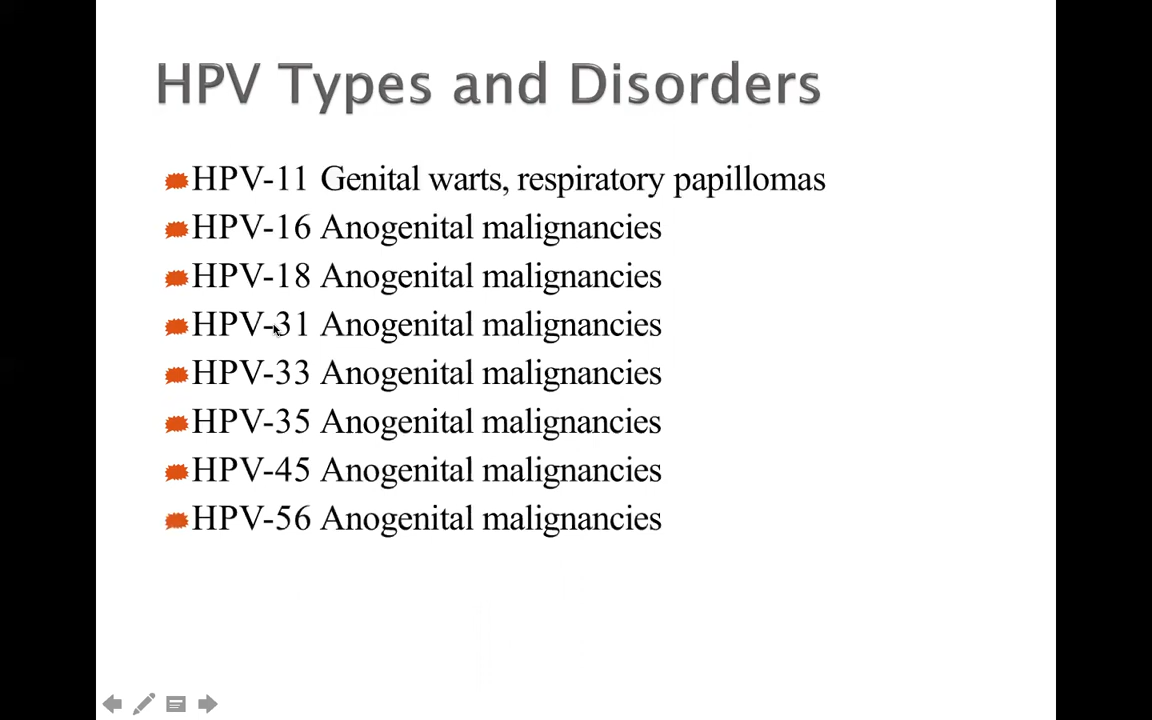 HPV Types and Disorders
HPV-11 Genital warts, respiratory papillomas
HPV-16 Anogenital malignancies
HPV-18 Anogenital malignancies
HPV-31 Anogenital malignancies
HPV-33 Anogenital malignancies
HPV-35 Anogenital malignancies
HPV-45 Anogenital malignancies
HPV-56 Anogenital malignancies